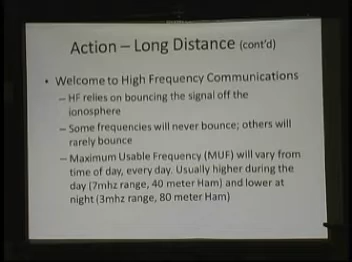 Action – Long Distance (cont'd)
• Welcome to High Frequency Communications
– HF relies on bouncing the signal off the
ionosphere
– Some frequencies will never bounce; others will
rarely bounce
– Maximum Usable Frequency (MUF) will vary from
time of day, every day. Usually higher during the
day (7mhz range, 40 meter Ham) and lower at
night (3mhz range, 80 meter Ham)